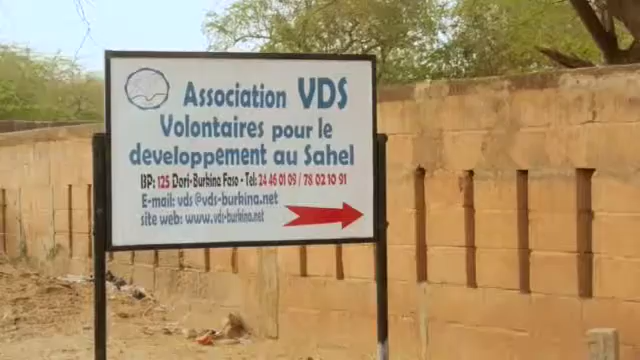 Association VDS
Volontaires pour le
developpement au Sahel
BP: 125 Dori-Burkina Faso - Tel: 24 46 01 09 / 78 02 10 91
E-mail: vds@vds-burkina.net
site web: www.vds-burkina.net